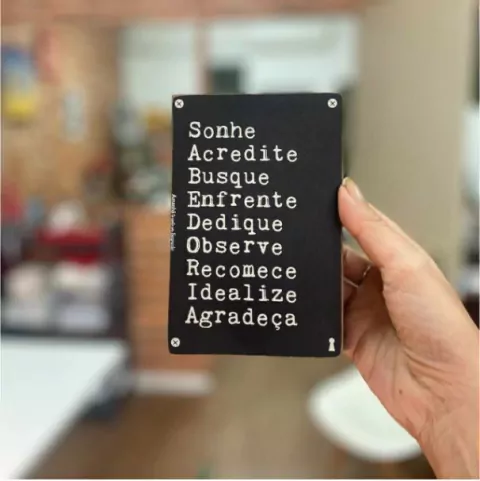 Sonhe
Acredite
Busque
Enfrente
Dedique
Observe
Recomece
Idealize
Agradeça